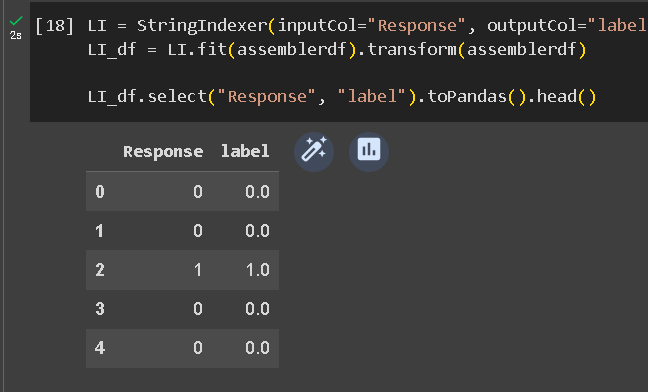 [18] LI = StringIndexer(inputCol="Response", outputCol="label
2s
LI_df = LI.fit(assemblerdf).transform(assemblerdf)
LI_df.select("Response", "label").toPandas().head()
Response label
0 0 0.0
1 0 0.0
2 1 1.0
3 0 0.0
4 0 0.0